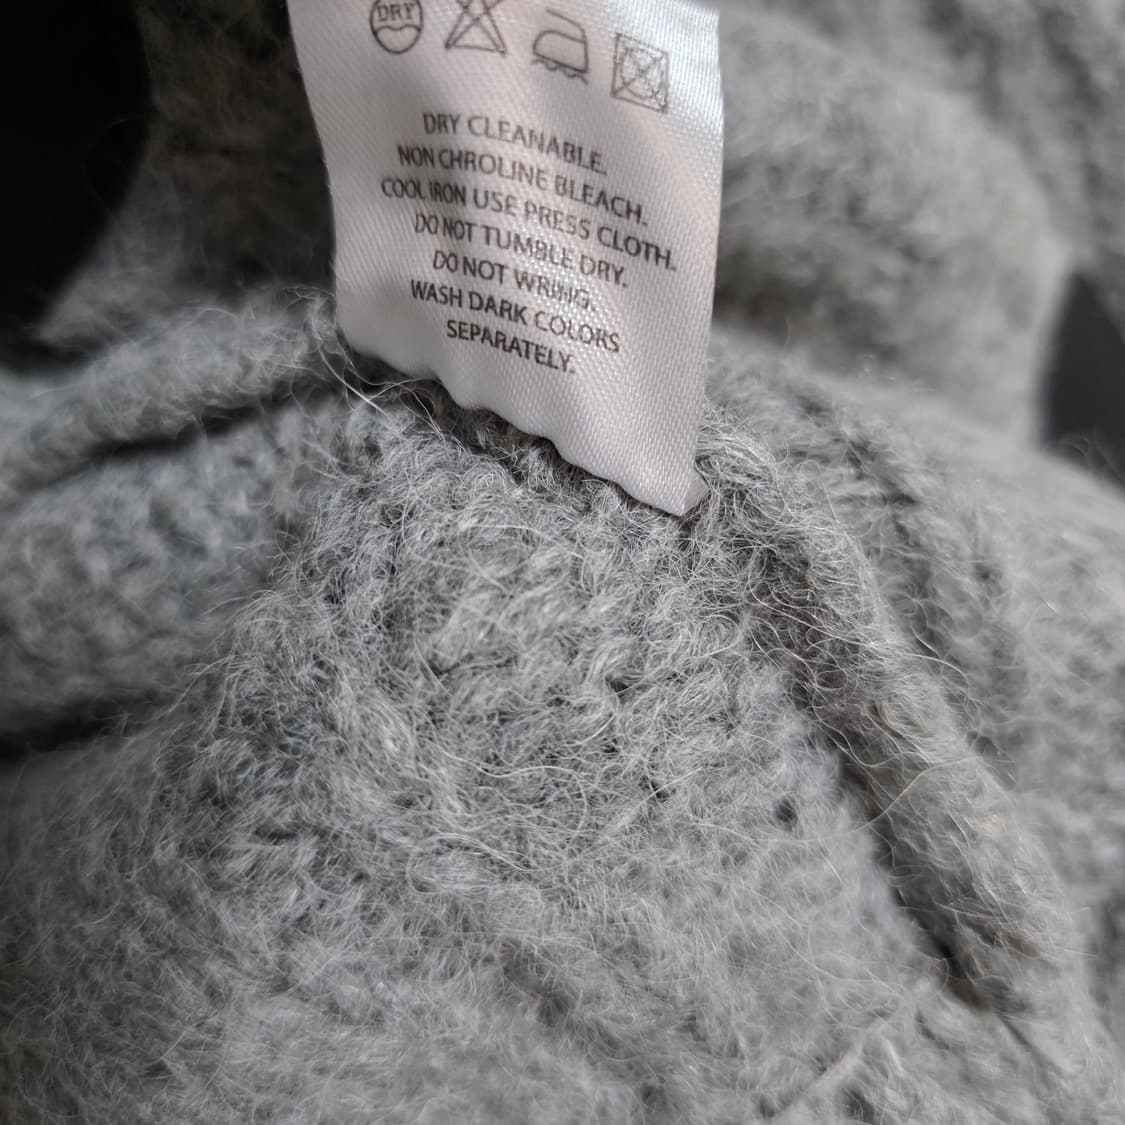 DRY
DRY CLEANABLE.
NON CHROLINE BLEACH.
COOL IRON USE PRESS CLOTH.
DO NOT TUMBLE DRY.
DO NOT WRING.
WASH DARK COLORS
SEPARATELY.